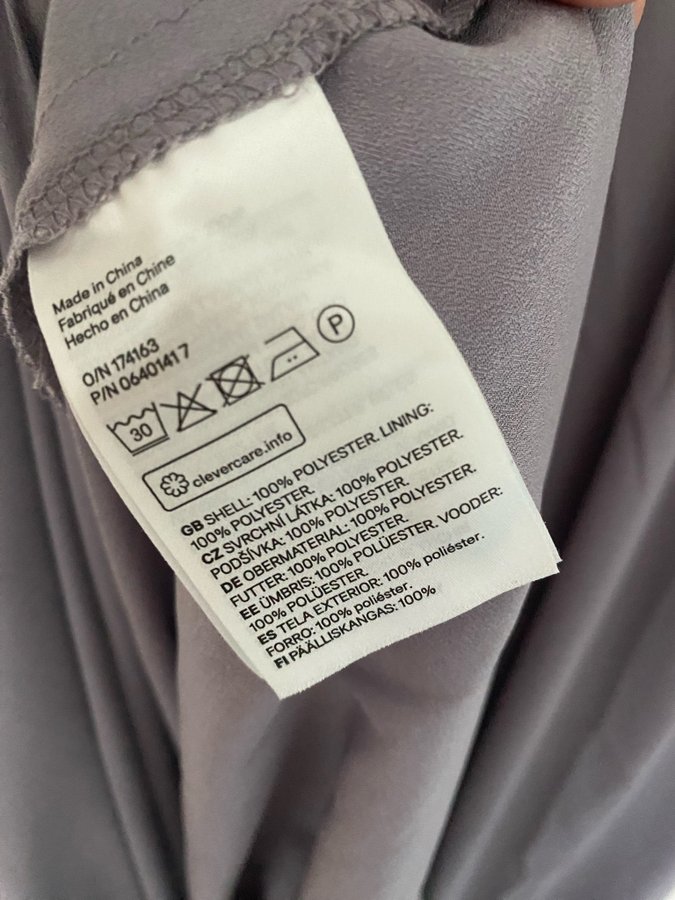 Made in China
Fabriqué en Chine
Hecho en China
O/N 174163
P/N 06401417
30
P
clevercare.info
GB SHELL: 100% POLYESTER. LINING:
100% POLYESTER.
CZ SVRCHNÍ LÁTKA: 100% POLYESTER.
PODŠÍVKA: 100% POLYESTER.
DE OBERMATERIAL: 100% POLYESTER.
FUTTER: 100% POLYESTER.
EE ÜMBRIS: 100% POLÜESTER. VOODER:
100% POLÜESTER.
ES TELA EXTERIOR: 100% poliéster.
FORRO: 100% poliéster.
FI PÄÄLLISKANGAS: 100%